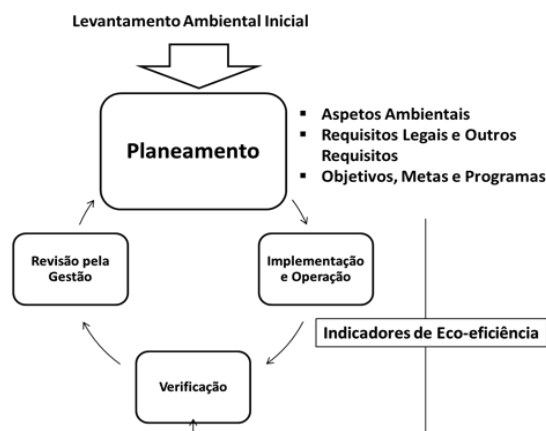 Levantamento Ambiental Inicial
Planeamento
▪ Aspetos Ambientais
▪ Requisitos Legais e Outros
Requisitos
▪ Objetivos, Metas e Programas
Revisão pela
Gestão
Implementação
e Operação
Indicadores de Eco-eficiência
Verificação